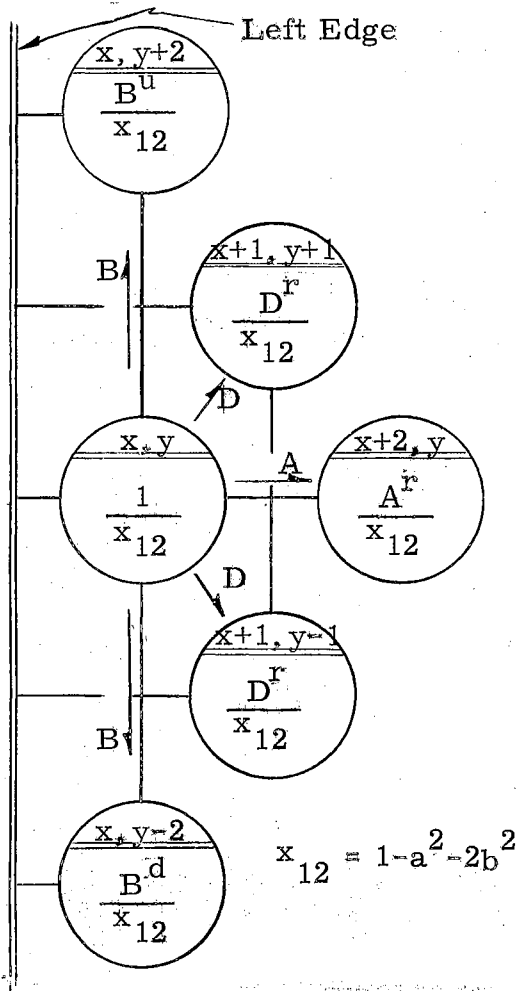 Left Edge
x, y+2
B^u
x_12
B
x+1, y+1
D^r
x_12
D
x, y
1
x_12
A
x+2, y
A^r
x_12
D
x+1, y-1
D^r
x_12
B
x, y-2
B^d
x_12
x_12 = 1-a^2-2b^2